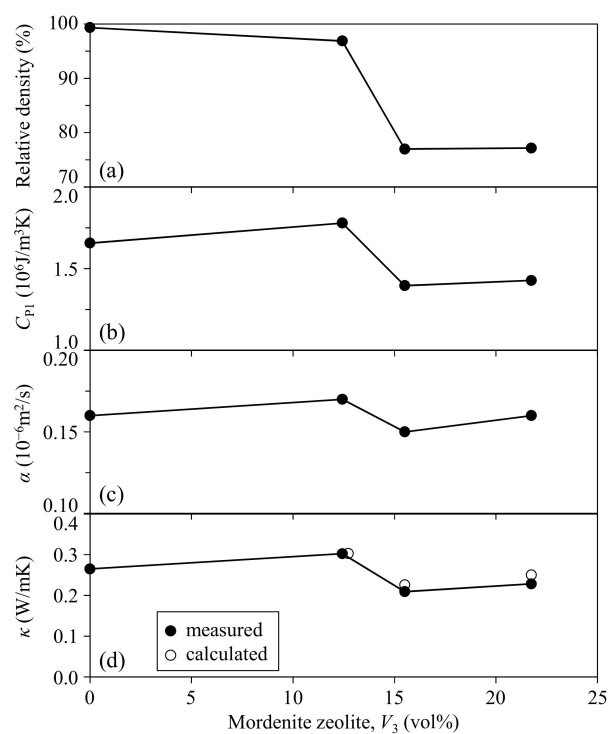 100
90
80
70
Relative density (%)
(a)
2.0
1.5
1.0
C_P1 (10⁶J/m³K)
(b)
0.20
0.15
0.10
α (10⁻⁶m²/s)
(c)
0.4
0.3
0.2
0.1
0.0
κ (W/mK)
measured
calculated
(d)
0 5 10 15 20 25
Mordenite zeolite, V₃ (vol%)